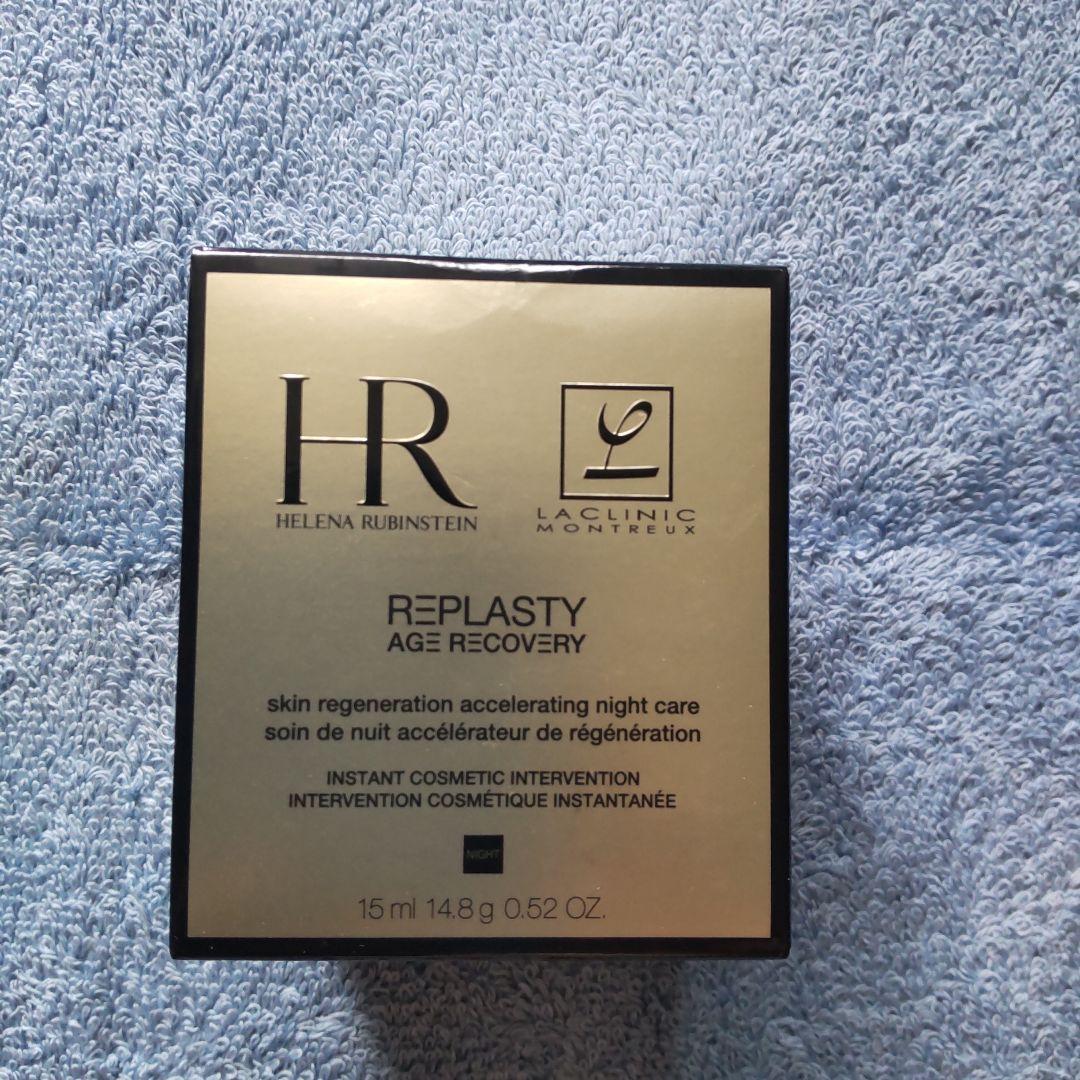 HR
HELENA RUBINSTEIN
LACLINIC
MONTREUX
REPLASTY
AGE RECOVERY
skin regeneration accelerating night care
soin de nuit accélérateur de régénération
INSTANT COSMETIC INTERVENTION
INTERVENTION COSMÉTIQUE INSTANTANÉE
NIGHT
15 ml 14.8 g 0.52 OZ.